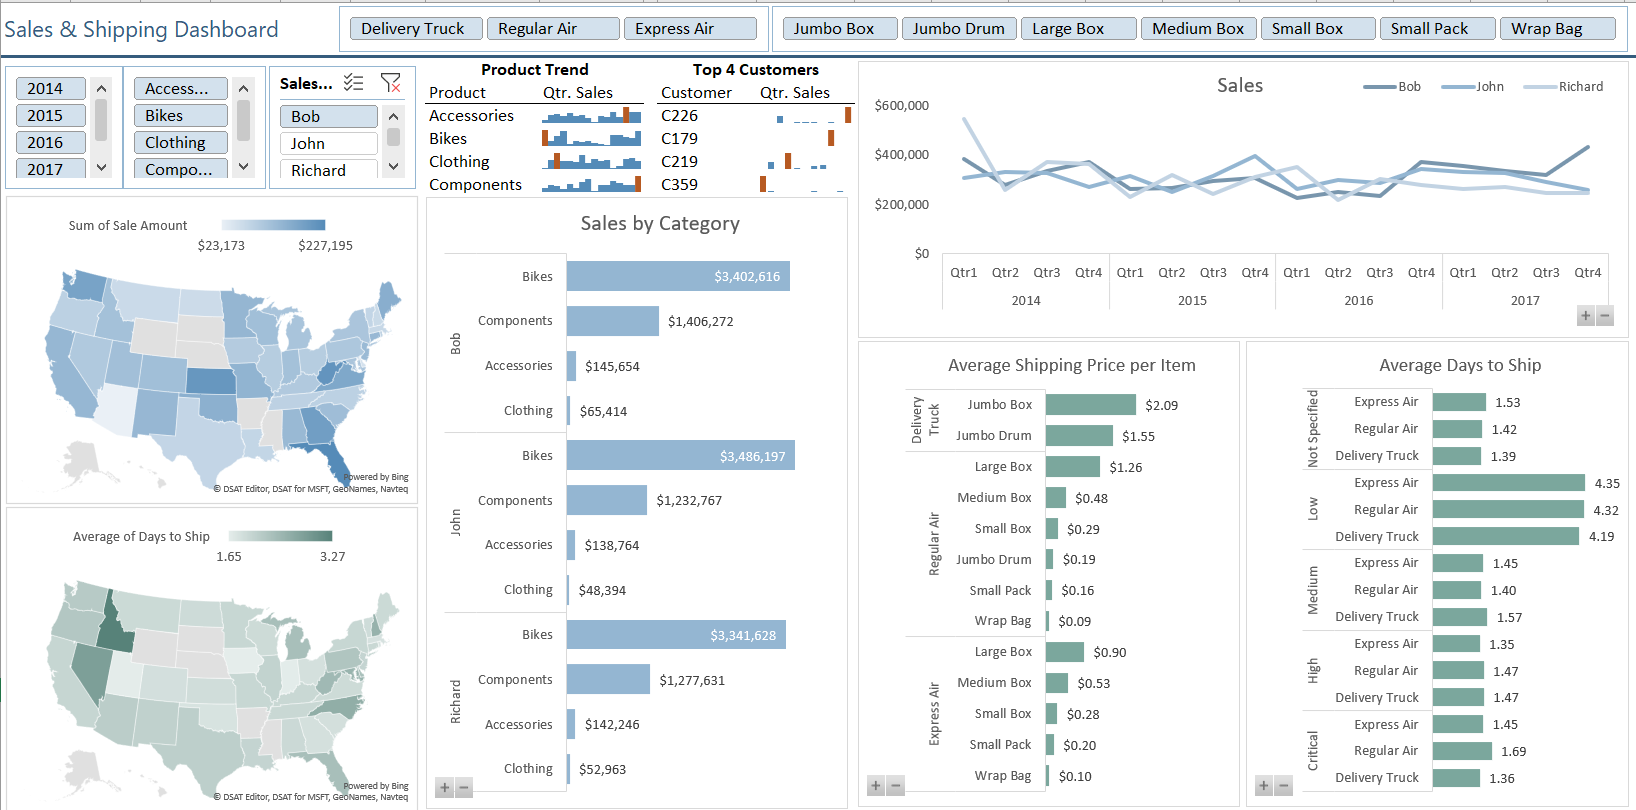 Sales & Shipping Dashboard
Delivery Truck
Regular Air
Express Air
Jumbo Box
Jumbo Drum
Large Box
Medium Box
Small Box
Small Pack
Wrap Bag
2014
2015
2016
2017
Access...
Bikes
Clothing
Compo...
Sales...
Bob
John
Richard
Product Trend
Product Qtr. Sales
Accessories
Bikes
Clothing
Components
Top 4 Customers
Customer Qtr. Sales
C226
C179
C219
C359
Sales
Bob John Richard
$600,000
$400,000
$200,000
$0
Qtr1 Qtr2 Qtr3 Qtr4 Qtr1 Qtr2 Qtr3 Qtr4 Qtr1 Qtr2 Qtr3 Qtr4 Qtr1 Qtr2 Qtr3 Qtr4
2014 2015 2016 2017
Sum of Sale Amount
$23,173 $227,195
Powered by Bing
© DSAT Editor, DSAT for MSFT, GeoNames, Navteq
Average of Days to Ship
1.65 3.27
Powered by Bing
© DSAT Editor, DSAT for MSFT, GeoNames, Navteq
Sales by Category
Bob
Bikes $3,402,616
Components $1,406,272
Accessories $145,654
Clothing $65,414
John
Bikes $3,486,197
Components $1,232,767
Accessories $138,764
Clothing $48,394
Richard
Bikes $3,341,628
Components $1,277,631
Accessories $142,246
Clothing $52,963
Average Shipping Price per Item
Delivery
Truck
Jumbo Box $2.09
Jumbo Drum $1.55
Regular Air
Large Box $1.26
Medium Box $0.48
Small Box $0.29
Jumbo Drum $0.19
Small Pack $0.16
Wrap Bag $0.09
Express Air
Large Box $0.90
Medium Box $0.53
Small Box $0.28
Small Pack $0.20
Wrap Bag $0.10
Average Days to Ship
Not Specified
Express Air 1.53
Regular Air 1.42
Delivery Truck 1.39
Low
Express Air 4.35
Regular Air 4.32
Delivery Truck 4.19
Medium
Express Air 1.45
Regular Air 1.40
Delivery Truck 1.57
High
Express Air 1.35
Regular Air 1.47
Delivery Truck 1.47
Critical
Express Air 1.45
Regular Air 1.69
Delivery Truck 1.36